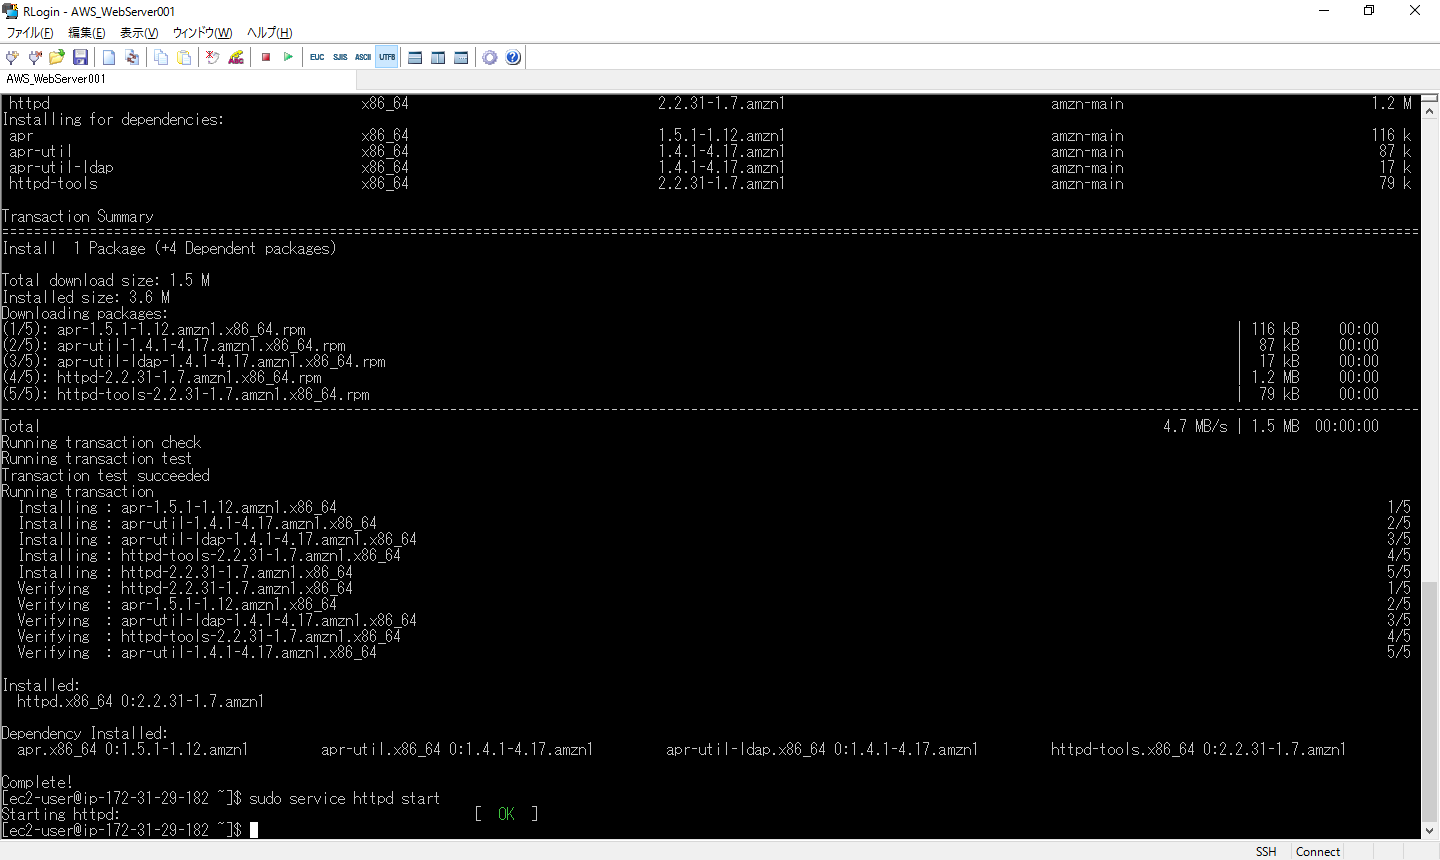 RLogin - AWS_WebServer001
ファイル(F) 編集(E) 表示(V) ウィンドウ(W) ヘルプ(H)
ABC EUC SJIS ASCII UTF8
AWS_WebServer001
httpd x86_64 2.2.31-1.7.amzn1 amzn-main 1.2 M
Installing for dependencies:
apr x86_64 1.5.1-1.12.amzn1 amzn-main 116 k
apr-util x86_64 1.4.1-4.17.amzn1 amzn-main 87 k
apr-util-ldap x86_64 1.4.1-4.17.amzn1 amzn-main 17 k
httpd-tools x86_64 2.2.31-1.7.amzn1 amzn-main 79 k
Transaction Summary
Install 1 Package (+4 Dependent packages)
Total download size: 1.5 M
Installed size: 3.6 M
Downloading packages:
(1/5): apr-1.5.1-1.12.amzn1.x86_64.rpm | 116 kB 00:00
(2/5): apr-util-1.4.1-4.17.amzn1.x86_64.rpm | 87 kB 00:00
(3/5): apr-util-ldap-1.4.1-4.17.amzn1.x86_64.rpm | 17 kB 00:00
(4/5): httpd-2.2.31-1.7.amzn1.x86_64.rpm | 1.2 MB 00:00
(5/5): httpd-tools-2.2.31-1.7.amzn1.x86_64.rpm | 79 kB 00:00
Total 4.7 MB/s | 1.5 MB 00:00:00
Running transaction check
Running transaction test
Transaction test succeeded
Running transaction
Installing : apr-1.5.1-1.12.amzn1.x86_64 1/5
Installing : apr-util-1.4.1-4.17.amzn1.x86_64 2/5
Installing : apr-util-ldap-1.4.1-4.17.amzn1.x86_64 3/5
Installing : httpd-tools-2.2.31-1.7.amzn1.x86_64 4/5
Installing : httpd-2.2.31-1.7.amzn1.x86_64 5/5
Verifying : httpd-2.2.31-1.7.amzn1.x86_64 1/5
Verifying : apr-1.5.1-1.12.amzn1.x86_64 2/5
Verifying : apr-util-ldap-1.4.1-4.17.amzn1.x86_64 3/5
Verifying : httpd-tools-2.2.31-1.7.amzn1.x86_64 4/5
Verifying : apr-util-1.4.1-4.17.amzn1.x86_64 5/5
Installed:
httpd.x86_64 0:2.2.31-1.7.amzn1
Dependency Installed:
apr.x86_64 0:1.5.1-1.12.amzn1 apr-util.x86_64 0:1.4.1-4.17.amzn1 apr-util-ldap.x86_64 0:1.4.1-4.17.amzn1 httpd-tools.x86_64 0:2.2.31-1.7.amzn1
Complete!
[ec2-user@ip-172-31-29-182 ~]$ sudo service httpd start
Starting httpd: [ OK ]
[ec2-user@ip-172-31-29-182 ~]$
SSH Connect